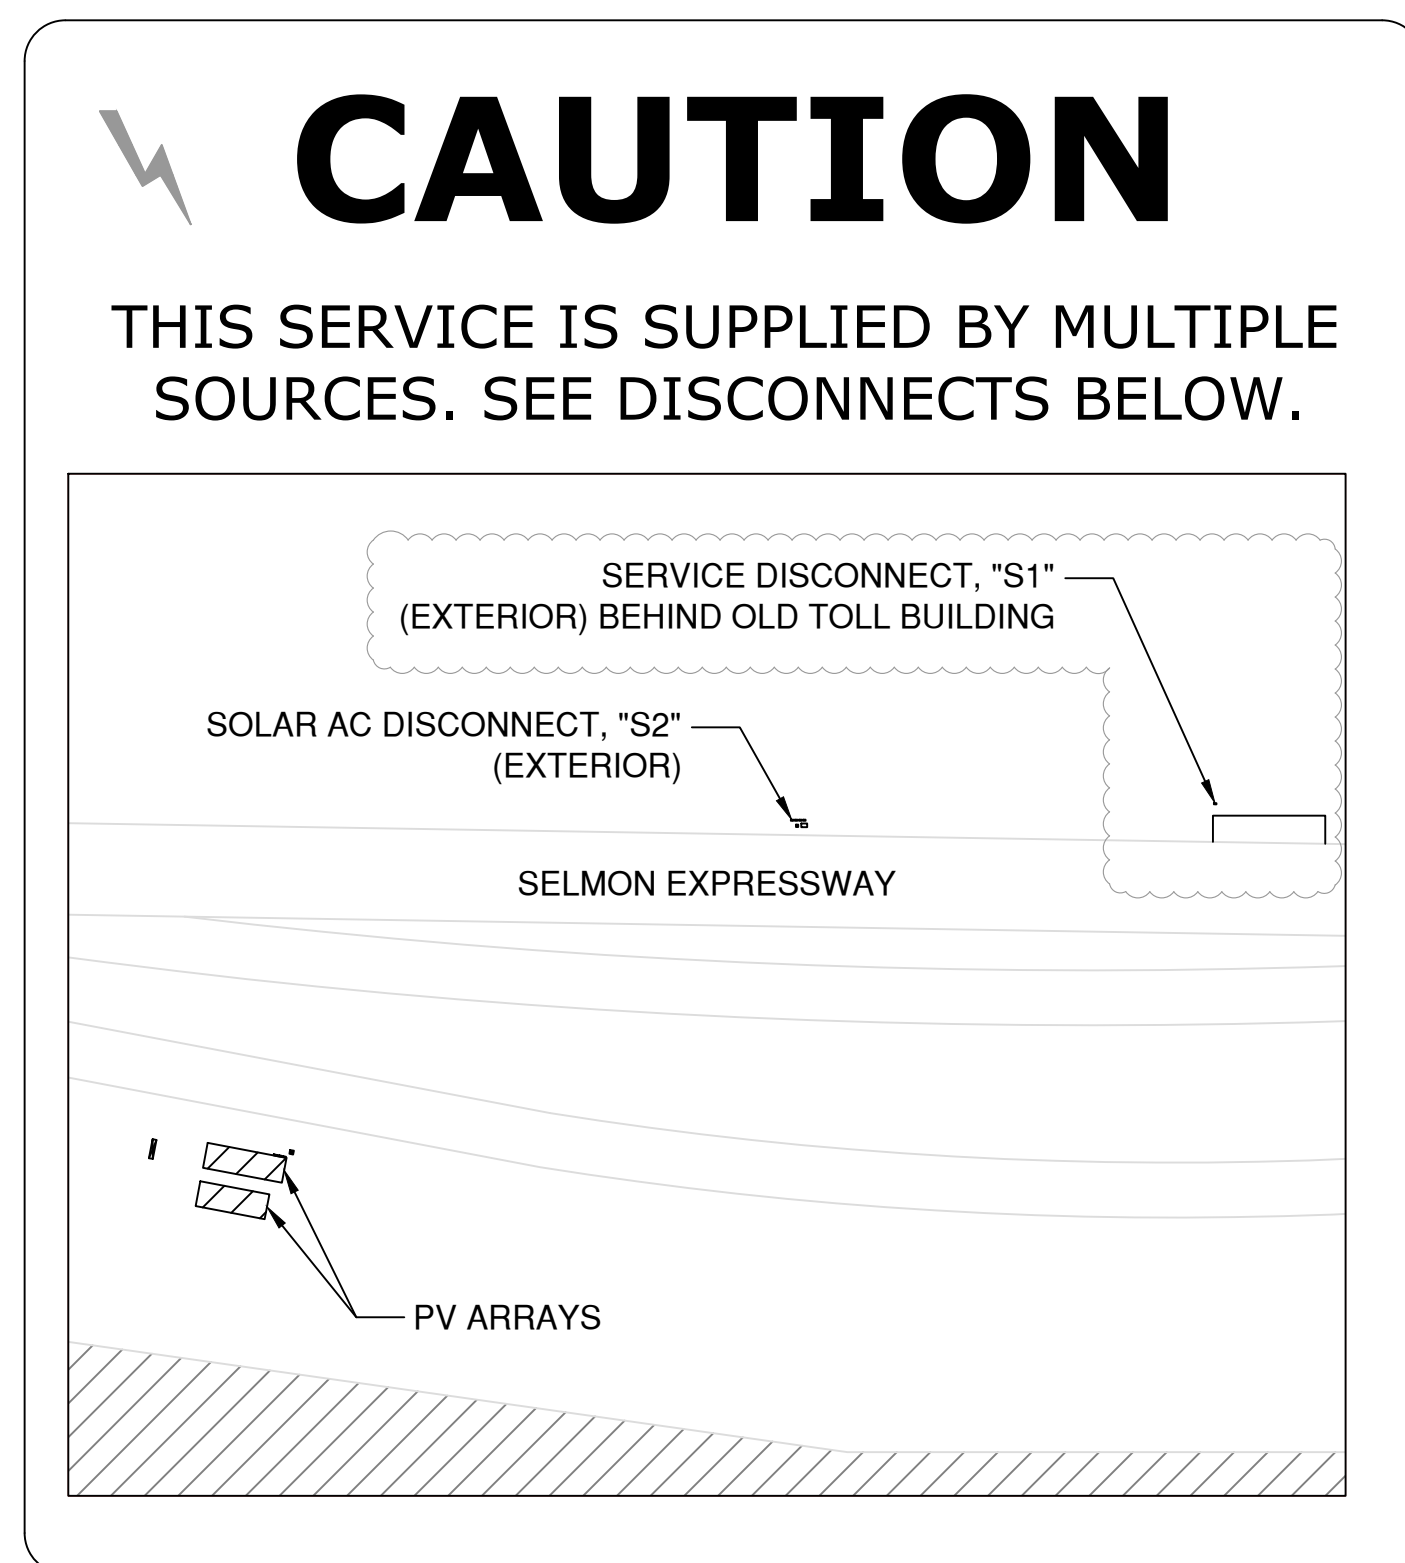 CAUTION
THIS SERVICE IS SUPPLIED BY MULTIPLE
SOURCES. SEE DISCONNECTS BELOW.
SERVICE DISCONNECT, "S1"
(EXTERIOR) BEHIND OLD TOLL BUILDING
SOLAR AC DISCONNECT, "S2"
(EXTERIOR)
SELMON EXPRESSWAY
PV ARRAYS